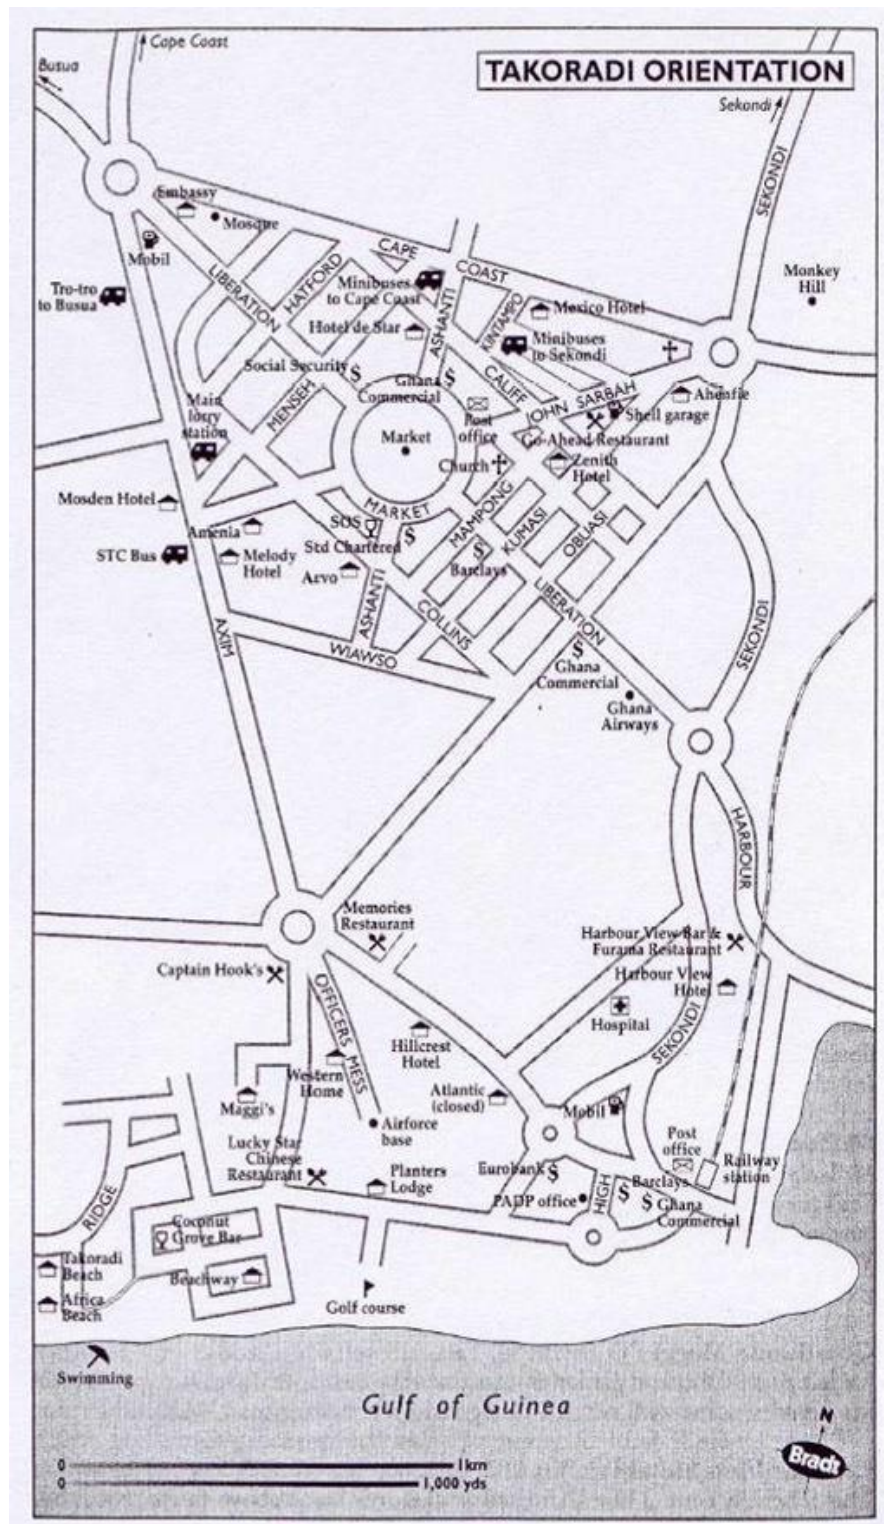 Cape Coast
Busua
TAKORADI ORIENTATION
Sekondi
SEKONDI
Embassy
Mosque
Mobil
CAPE
COAST
Monkey
Hill
Tro-tro
to Busua
LIBERATION
HATFORD
Minibuses
to Cape Coast
ASHANTI
KINTAMPO
Mexico Hotel
Hotel de Star
Minibuses
to Sekondi
Social Security
Ghana
Commercial
CALIFF
JOHN SARBAH
Ahenfie
Shell garage
Main
lorry
station
MENSEH
Market
Post
office
Go-Ahead Restaurant
Church
Zenith
Hotel
Mosden Hotel
MARKET
MAMPONG
KUMASI
OBUASI
SOS
Amenia
Std Chartered
STC Bus
Melody
Hotel
Arvo
Barclays
ASHANTI
COLLINS
LIBERATION
AXIM
WIAWSO
SEKONDI
Ghana
Commercial
Ghana
Airways
HARBOUR
Memories
Restaurant
Harbour View Bar &
Furama Restaurant
Captain Hook's
Harbour View
Hotel
OFFICERS MESS
Hospital
Hillcrest
Hotel
SEKONDI
Western
Home
Maggi's
Atlantic
(closed)
Mobil
Airforce
base
Lucky Star
Chinese
Restaurant
Post
office
Railway
station
Eurobank
Planters
Lodge
Barclays
PADP office
HIGH
Ghana
Commercial
RIDGE
Coconut
Grove Bar
Takoradi
Beach
Beachway
Africa
Beach
Golf course
Swimming
Gulf of Guinea
N
Bradt
0 1km
0 1,000 yds